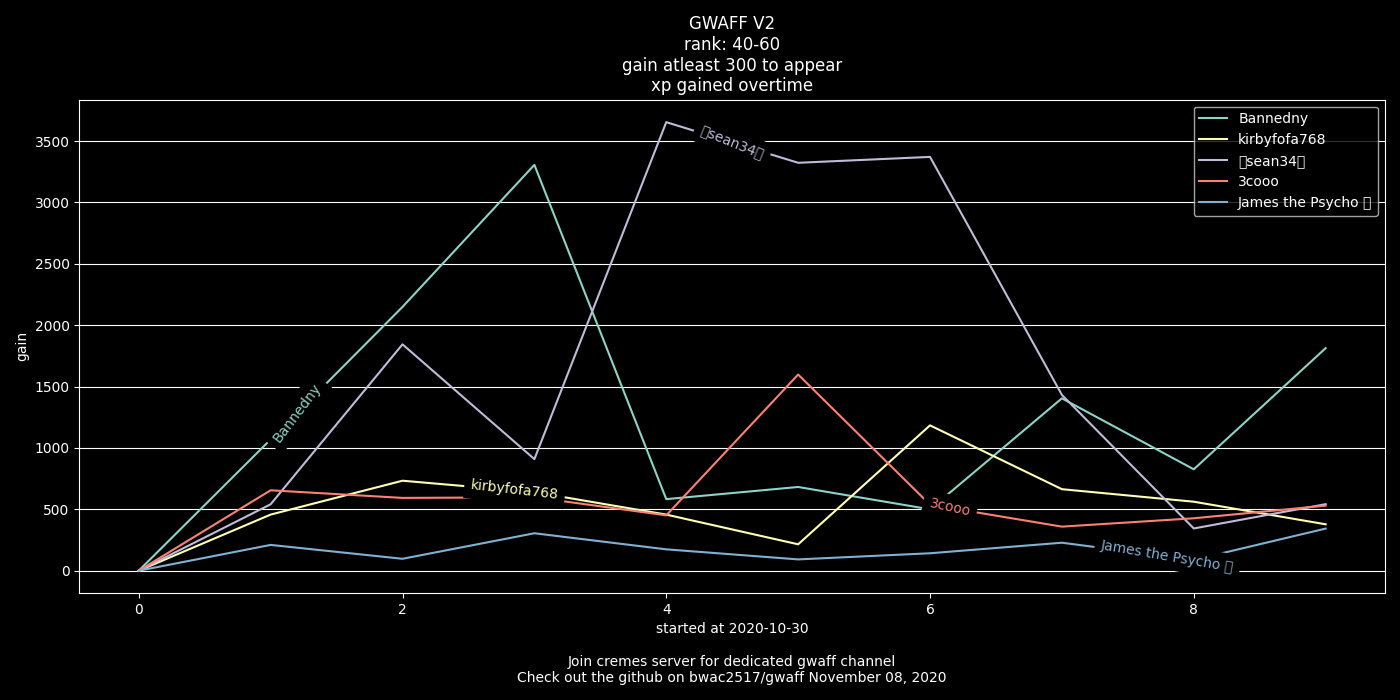 GWAFF V2
rank: 40-60
gain atleast 300 to appear
xp gained overtime
Bannedny
kirbyfofa768
sean34
3cooo
James the Psycho
3500
3000
2500
2000
1500
1000
500
0
gain
sean34
Bannedny
kirbyfofa768
3cooo
James the Psycho
0 2 4 6 8
started at 2020-10-30
Join cremes server for dedicated gwaff channel
Check out the github on bwac2517/gwaff November 08, 2020